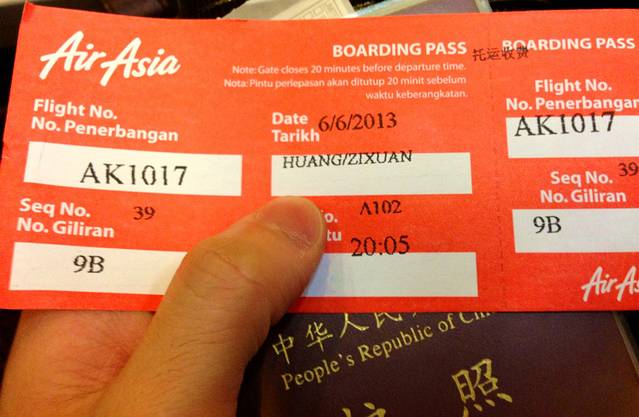 AirAsia
BOARDING PASS
Note: Gate closes 20 minutes before departure time.
Nota: Pintu perlepasan akan ditutup 20 minit sebelum
waktu keberangkatan.
Flight No.
No. Penerbangan
AK1017
Date
Tarikh
6/6/2013
HUANG/ZIXUAN
Seq No.
No. Giliran
39
9B
A102
20:05
托运收费
BOARDING PASS
Flight No.
No. Penerbangan
AK1017
Seq No.
No. Giliran
39
9B
中华人民
People's Republic of
照